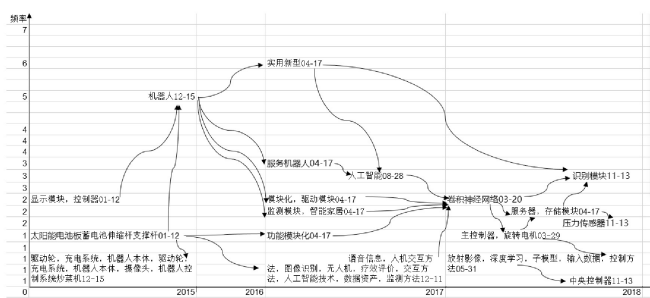 频率
7
6
实用新型04-17
5
机器人12-15
4
4
4
3
服务机器人04-17
3
人工智能08-28
识别模块11-13
3
2
显示模块，控制器01-12
模块化，驱动模块04-17
卷积神经网络03-20
2
监测模块，智能家居04-17
服务器，存储模块04-17
2
压力传感器11-13
太阳能电池板蓄电池伸缩杆支撑杆01-12
功能模块化04-17
主控制器，旋转电机03-29
1
1
驱动轮，充电系统，机器人本体，驱动轮，
充电系统，机器人本体，摄像头，机器人控
制系统炒菜机12-15
法，图像识别，无人机，疗效评价，交互方
法，人工智能技术，数据资产，监测方法12-11
语音信息，人机交互方
放射影像，深度学习，子模型，输入数据，控制方
法05-31
1
1
中央控制器11-13
0
2015
2016
2017
2018